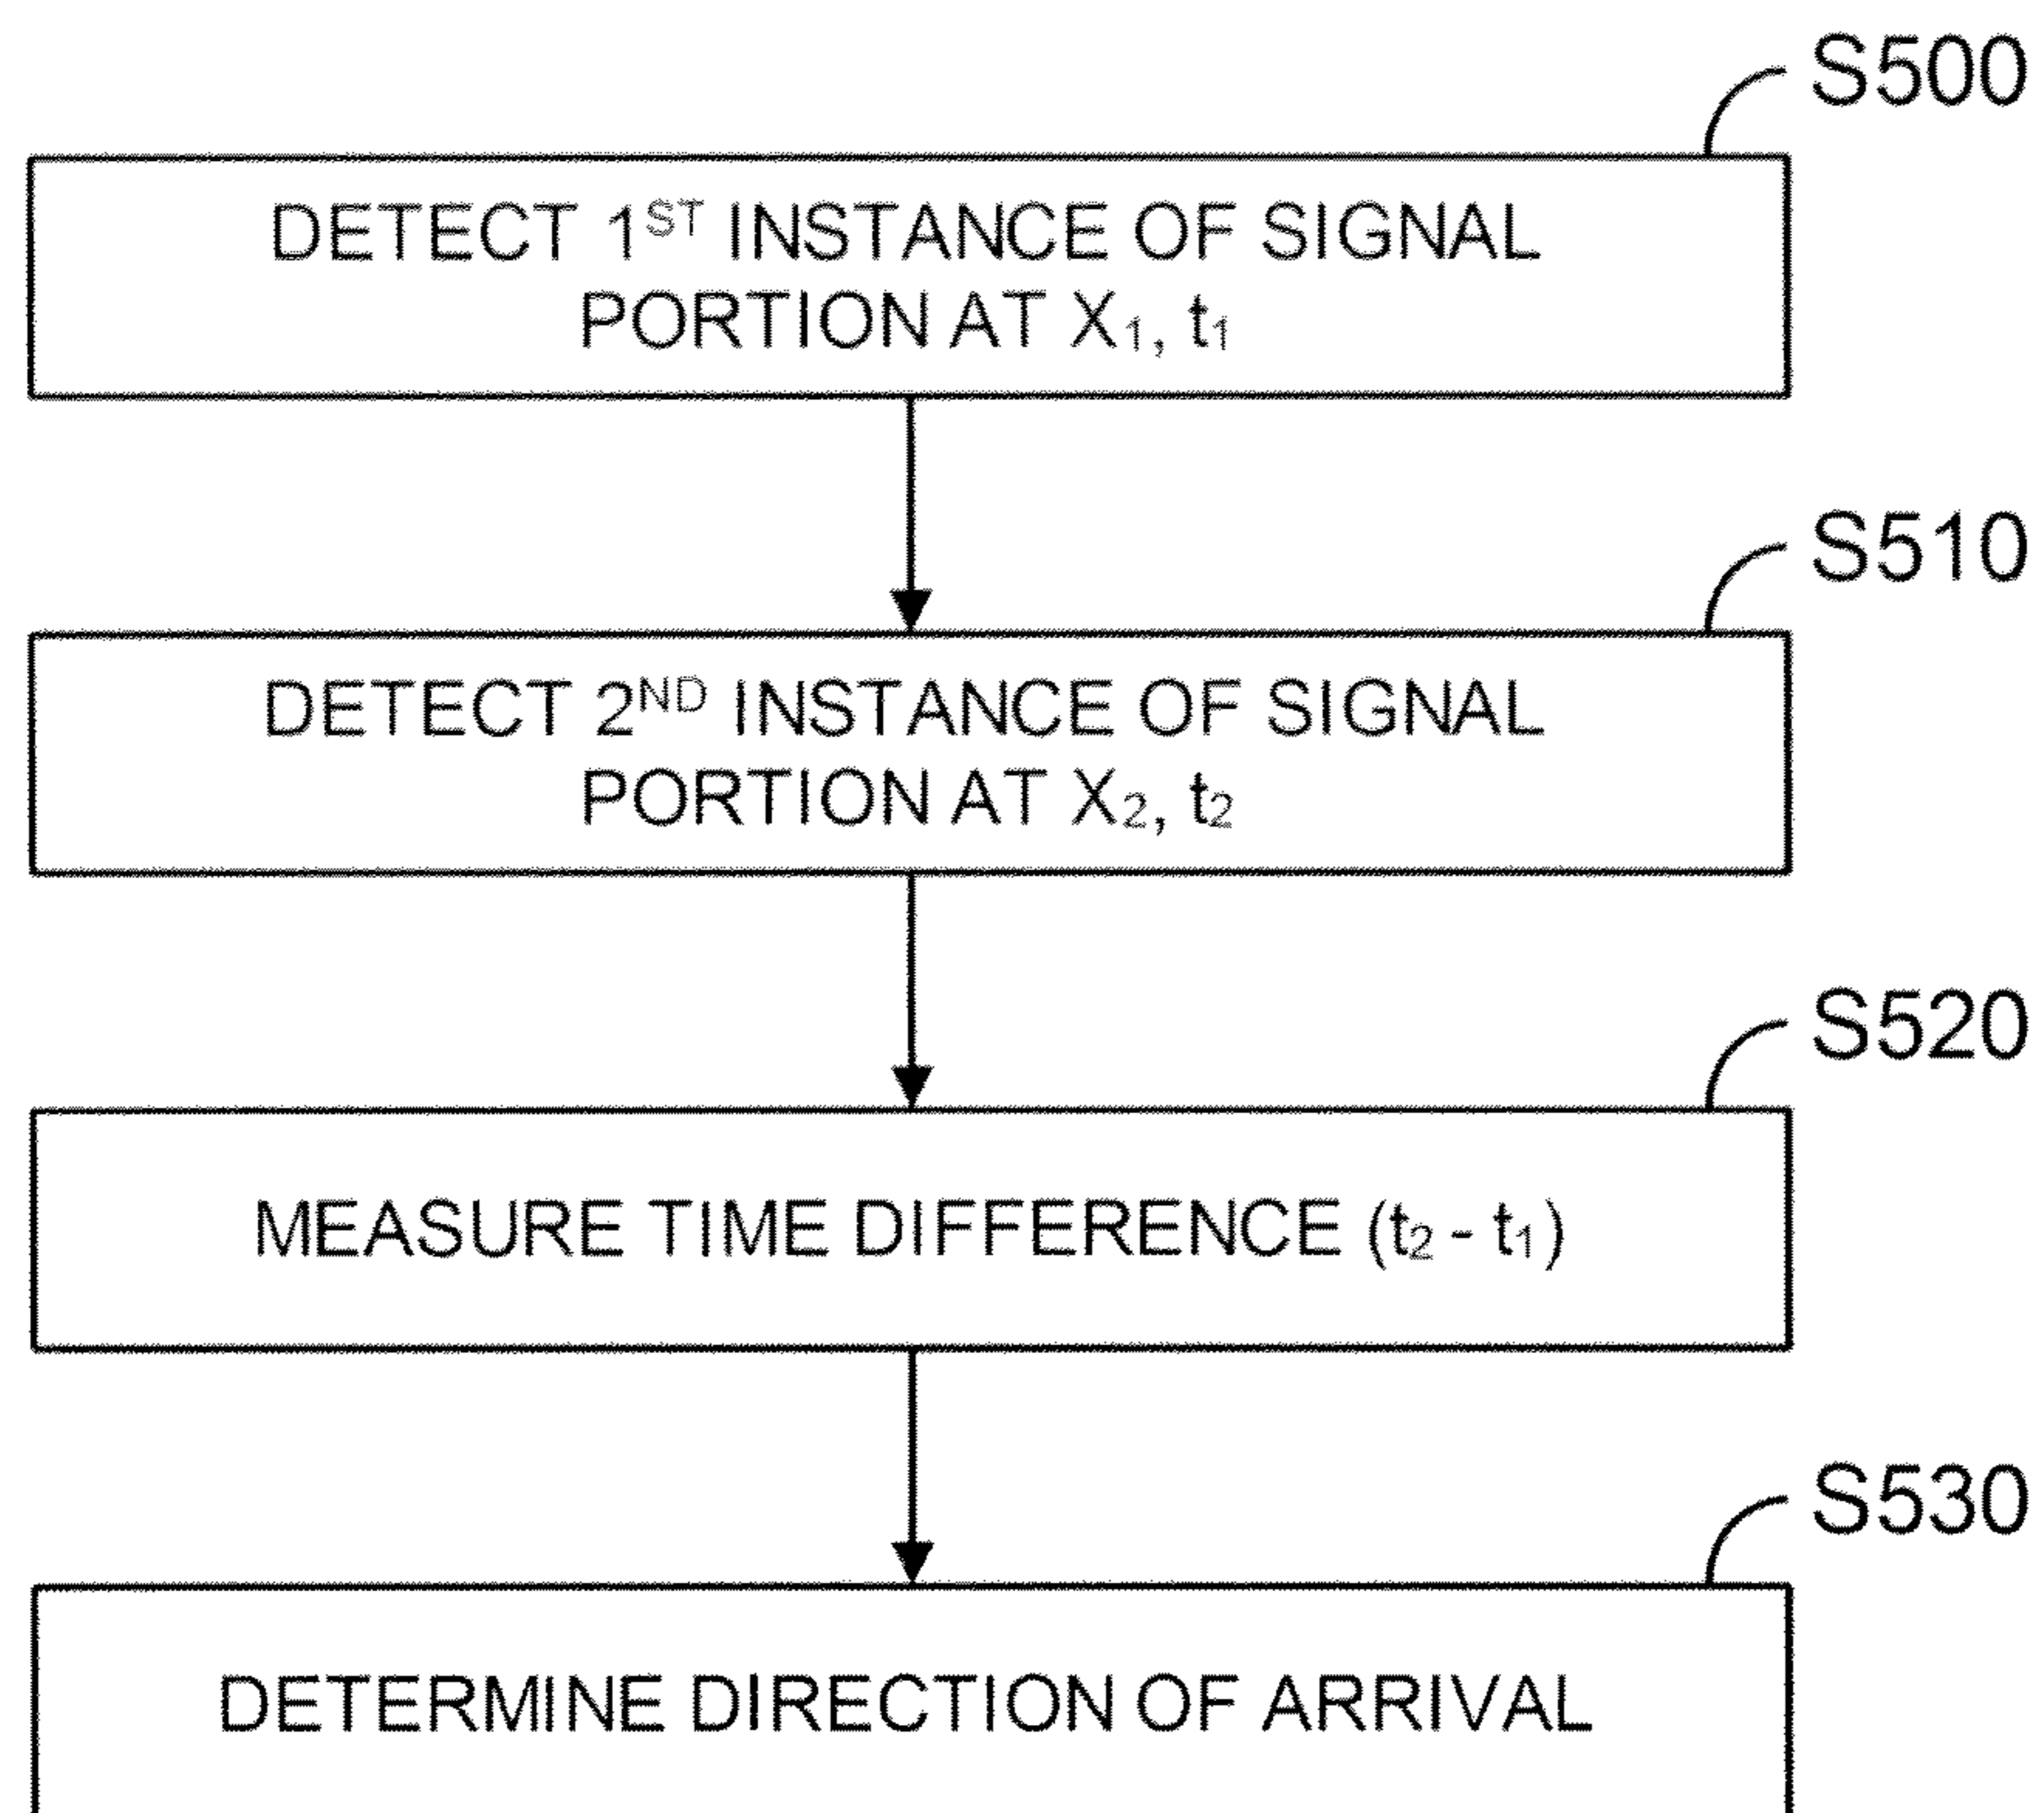 S500
DETECT 1ST INSTANCE OF SIGNAL
PORTION AT X1, t1
S510
DETECT 2ND INSTANCE OF SIGNAL
PORTION AT X2, t2
S520
MEASURE TIME DIFFERENCE (t2 - t1)
S530
DETERMINE DIRECTION OF ARRIVAL